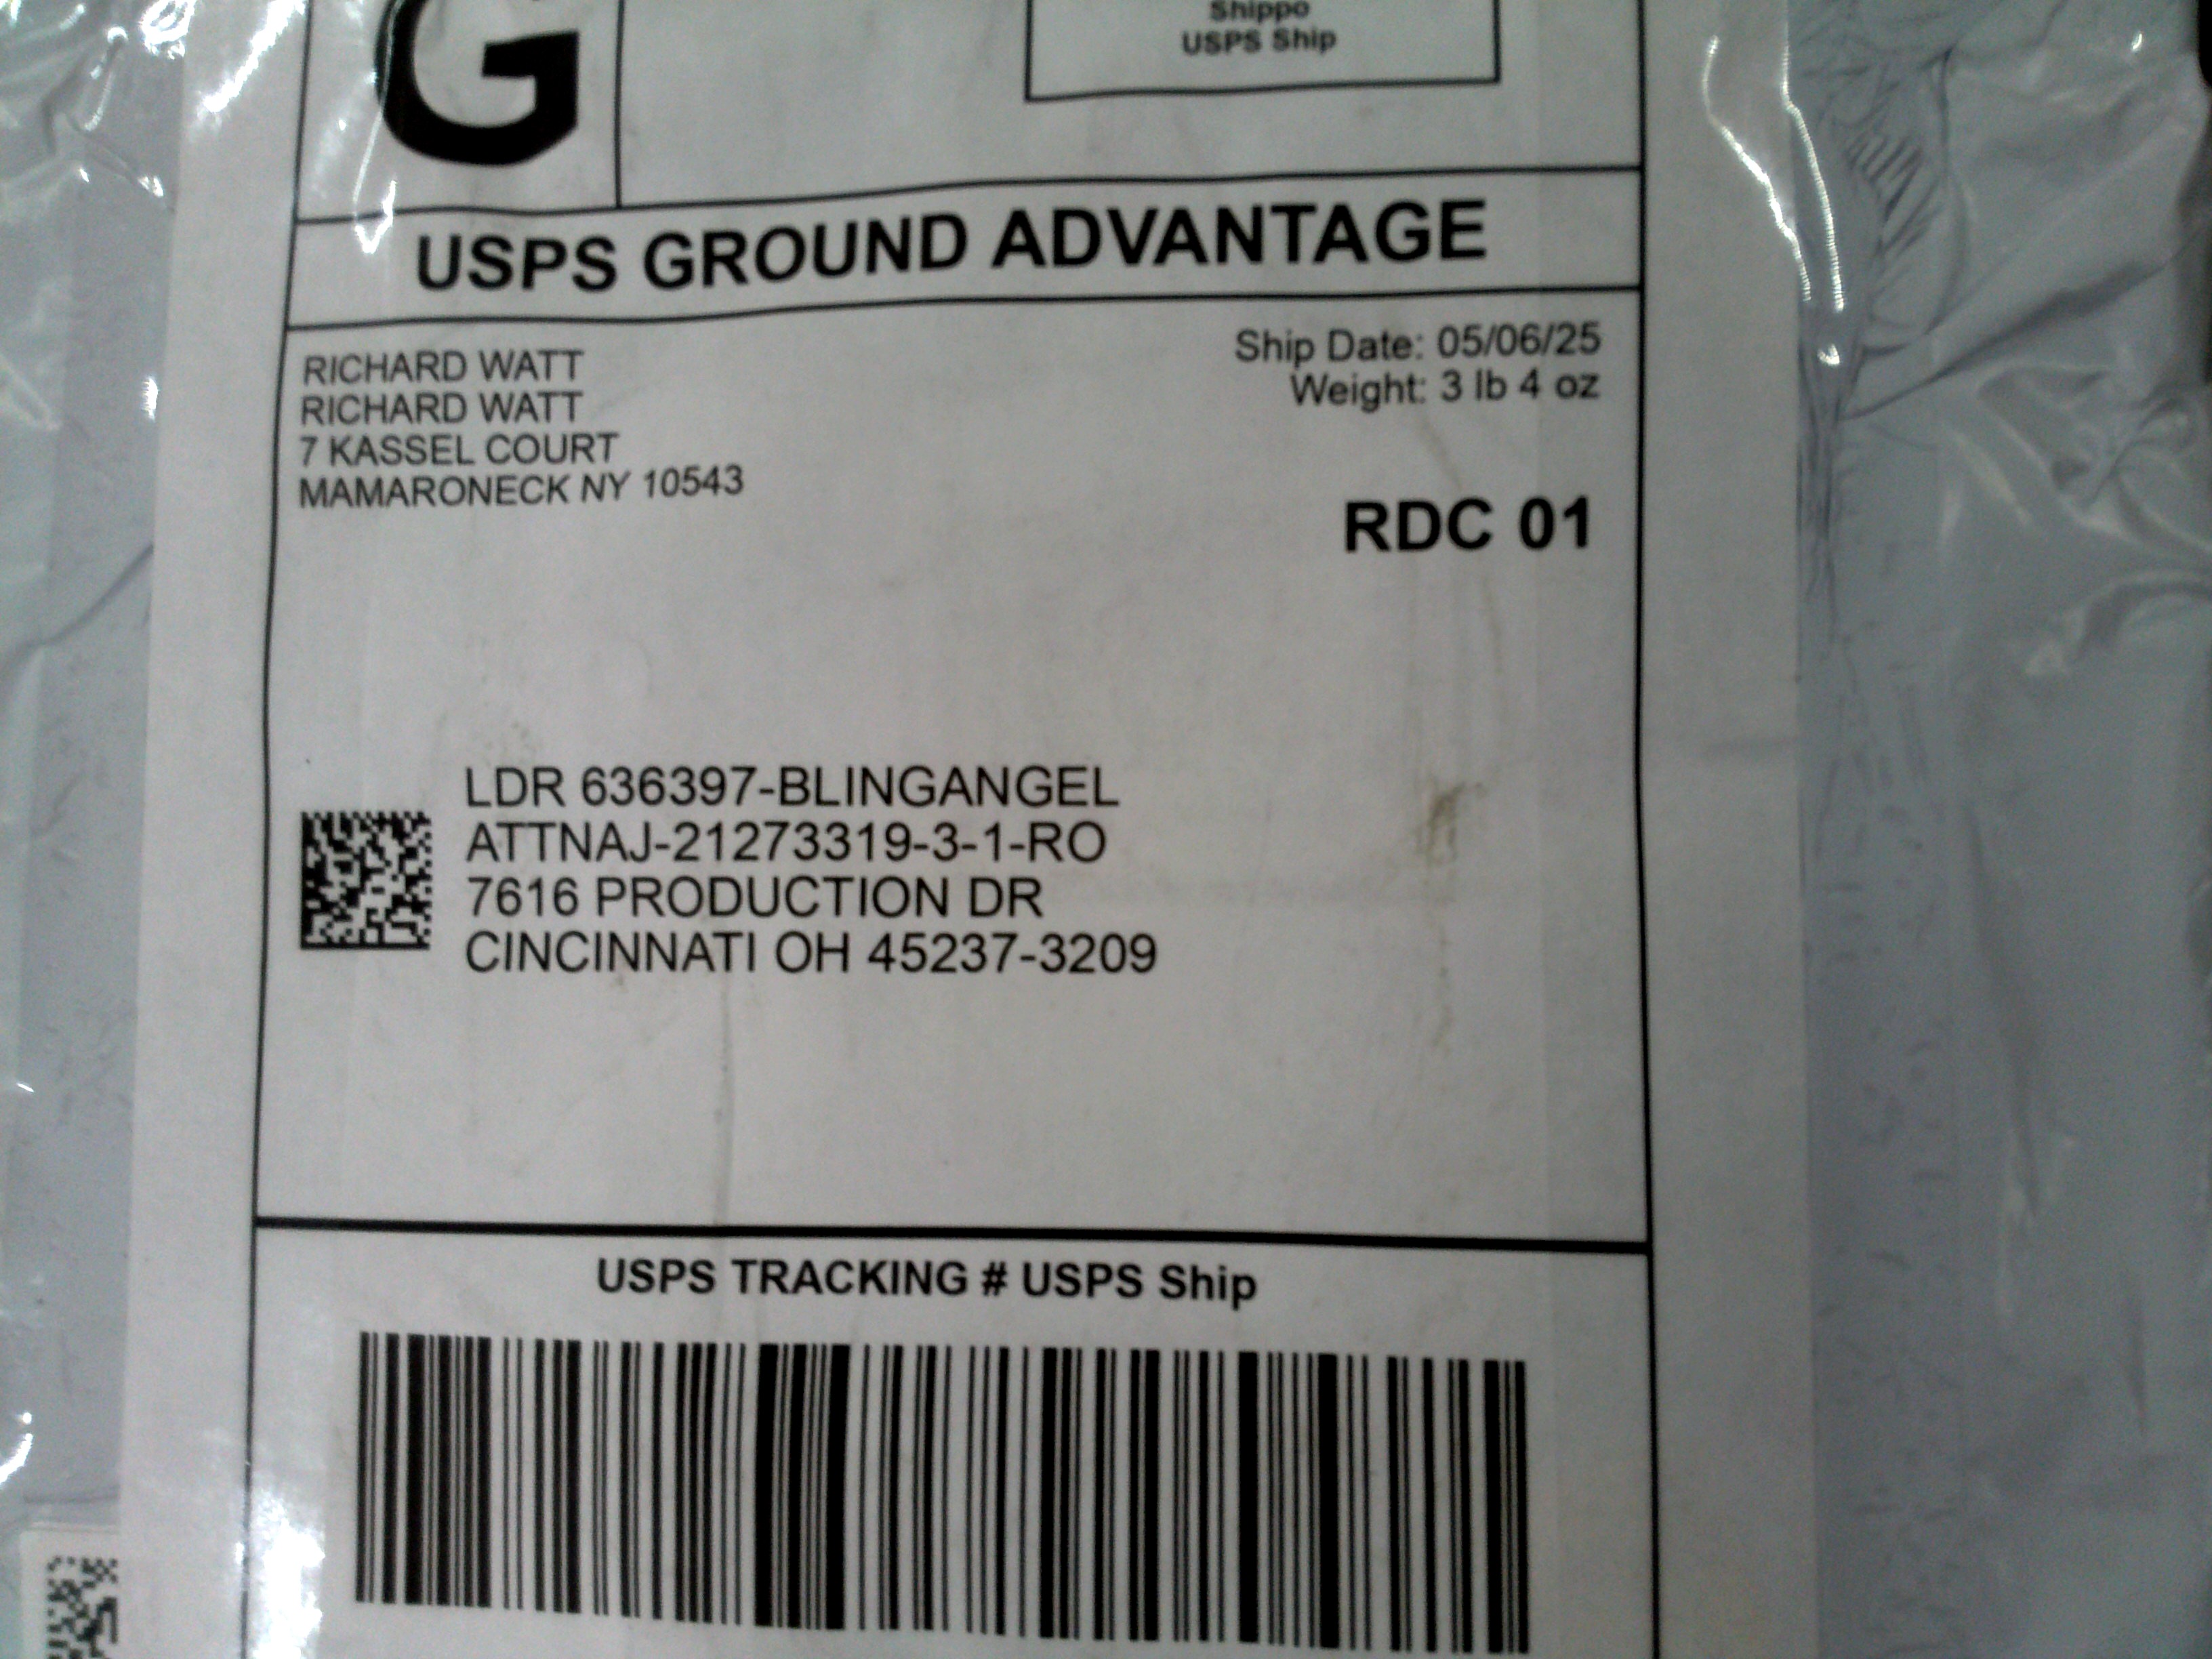 G
Shippo
USPS Ship
USPS GROUND ADVANTAGE
RICHARD WATT
RICHARD WATT
7 KASSEL COURT
MAMARONECK NY 10543
Ship Date: 05/06/25
Weight: 3 lb 4 oz
RDC 01
LDR 636397-BLINGANGEL
ATTNAJ-21273319-3-1-RO
7616 PRODUCTION DR
CINCINNATI OH 45237-3209
USPS TRACKING # USPS Ship